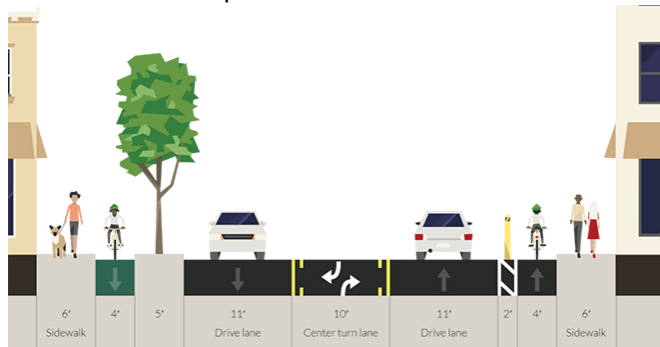 6' 4' 5' 11' 10' 11' 2' 4' 6'
Sidewalk Drive lane Center turn lane Drive lane Sidewalk